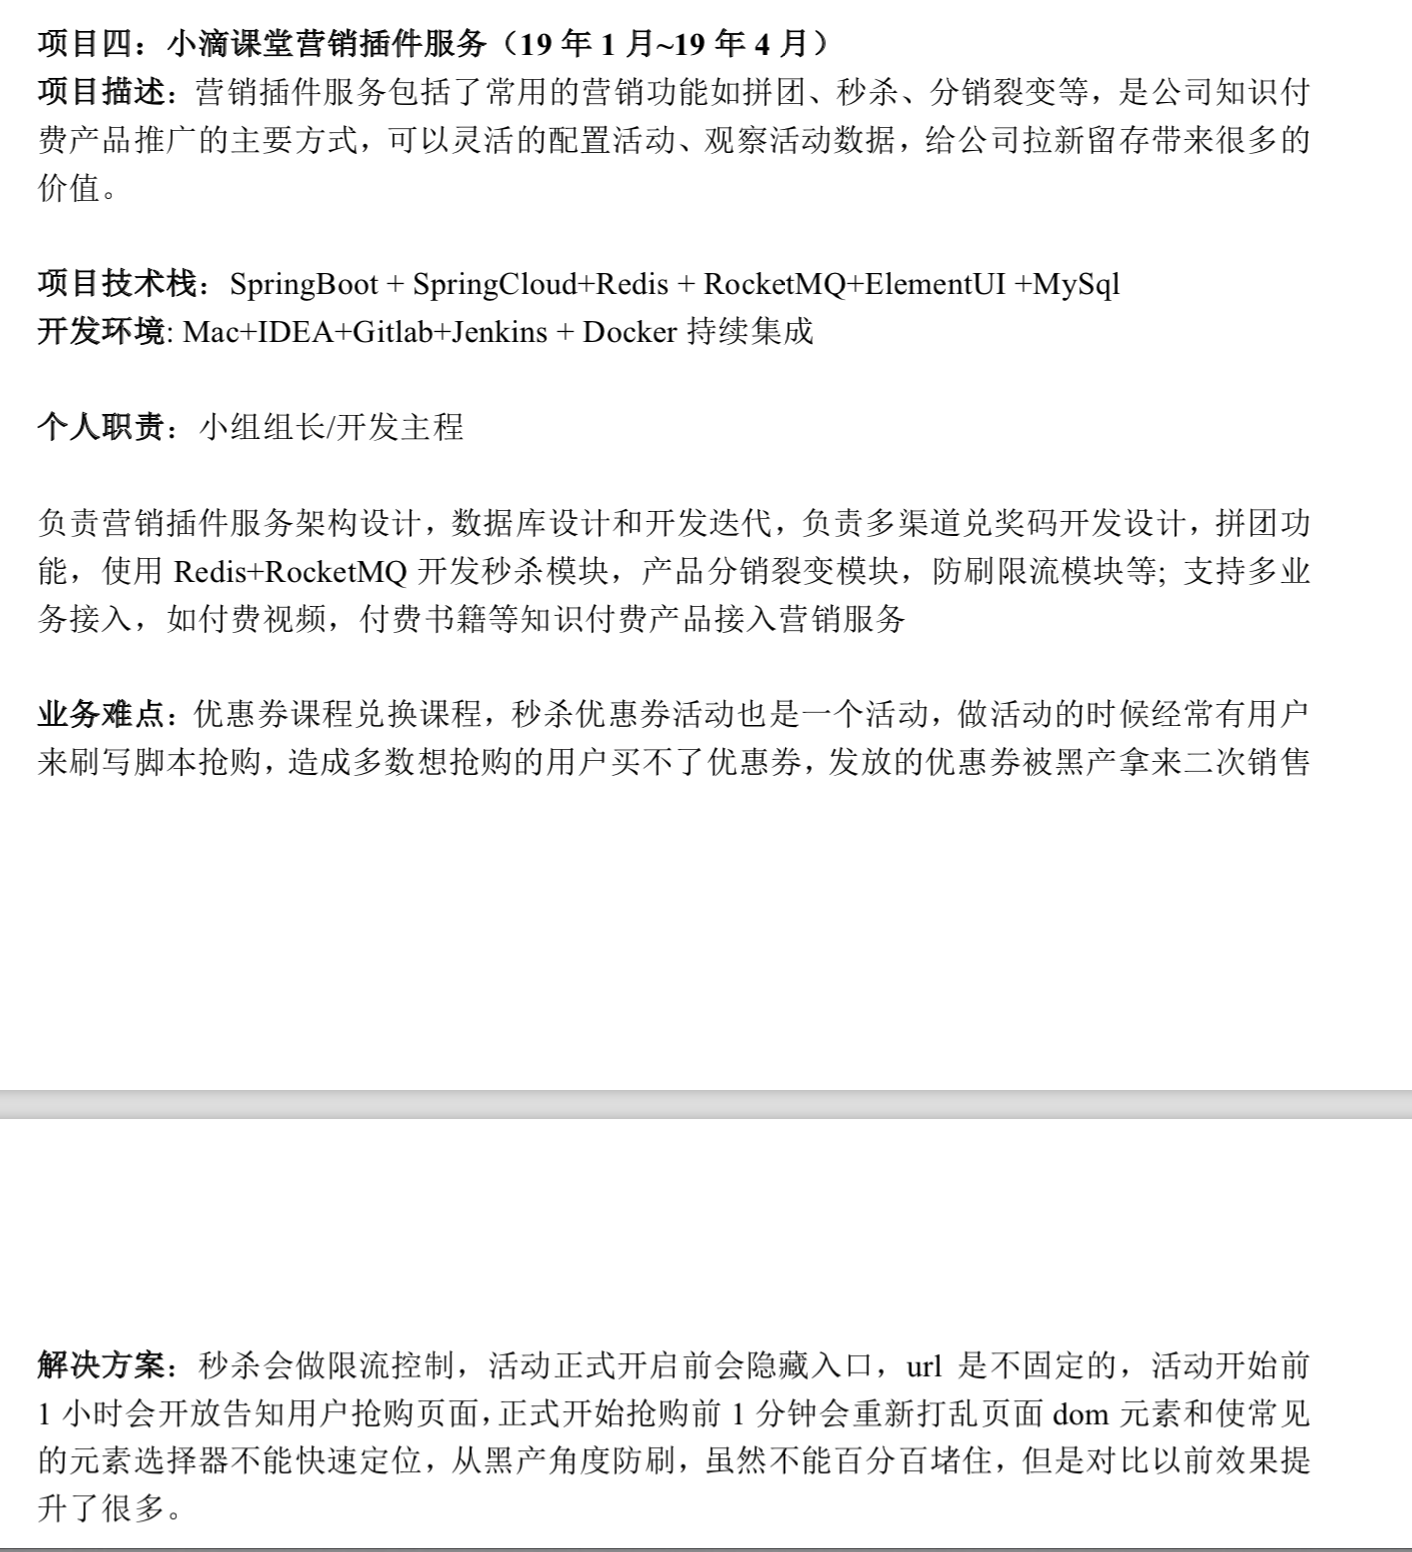 项目四：小滴课堂营销插件服务（19 年 1 月~19 年 4 月）
项目描述：营销插件服务包括了常用的营销功能如拼团、秒杀、分销裂变等，是公司知识付
费产品推广的主要方式，可以灵活的配置活动、观察活动数据，给公司拉新留存带来很多的
价值。
项目技术栈：SpringBoot + SpringCloud+Redis + RocketMQ+ElementUI +MySql
开发环境: Mac+IDEA+Gitlab+Jenkins + Docker 持续集成
个人职责：小组组长/开发主程
负责营销插件服务架构设计，数据库设计和开发迭代，负责多渠道兑奖码开发设计，拼团功
能，使用 Redis+RocketMQ 开发秒杀模块，产品分销裂变模块，防刷限流模块等; 支持多业
务接入，如付费视频，付费书籍等知识付费产品接入营销服务
业务难点：优惠券课程兑换课程，秒杀优惠券活动也是一个活动，做活动的时候经常有用户
来刷写脚本抢购，造成多数想抢购的用户买不了优惠券，发放的优惠券被黑产拿来二次销售
解决方案：秒杀会做限流控制，活动正式开启前会隐藏入口，url 是不固定的，活动开始前
1 小时会开放告知用户抢购页面，正式开始抢购前 1 分钟会重新打乱页面 dom 元素和使常见
的元素选择器不能快速定位，从黑产角度防刷，虽然不能百分百堵住，但是对比以前效果提
升了很多。